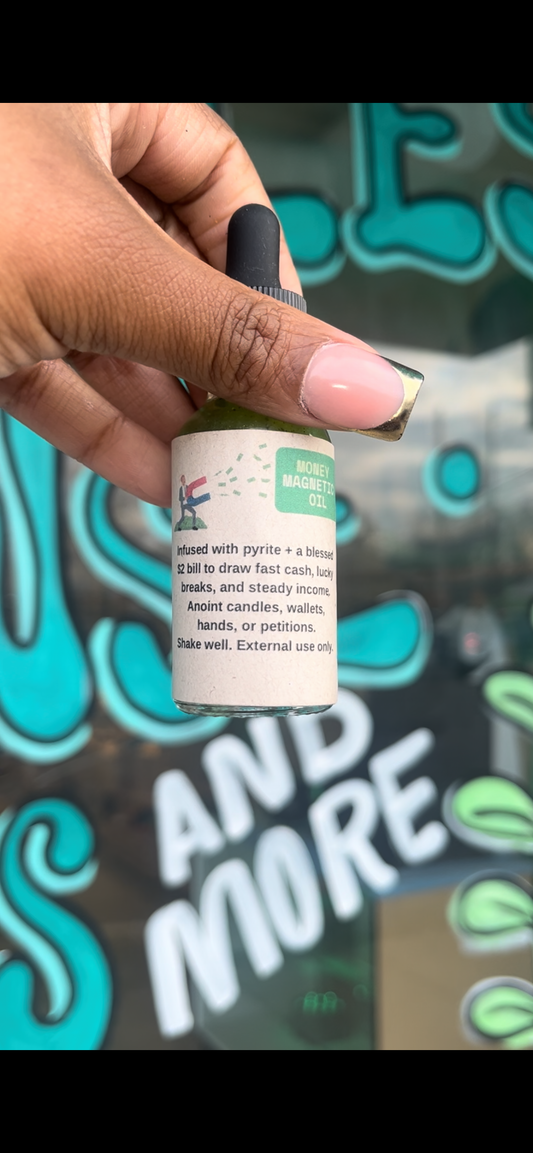 MONEY
MAGNETIC
OIL
Infused with pyrite + a blessed
$2 bill to draw fast cash, lucky
breaks, and steady income.
Anoint candles, wallets,
hands, or petitions.
Shake well. External use only.
AND
MORE